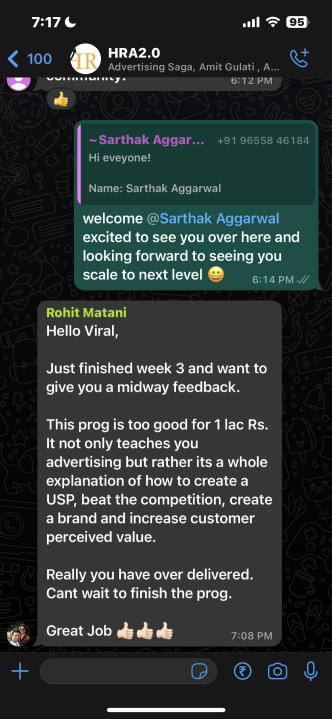 7:17
95
100
HRA2.0
Advertising Saga, Amit Gulati , A...
community!
6:12 PM
~Sarthak Aggar...
+91 96558 46184
Hi eveyone!
Name: Sarthak Aggarwal
welcome @Sarthak Aggarwal
excited to see you over here and
looking forward to seeing you
scale to next level 😀
6:14 PM
Rohit Matani
Hello Viral,
Just finished week 3 and want to
give you a midway feedback.
This prog is too good for 1 lac Rs.
It not only teaches you
advertising but rather its a whole
explanation of how to create a
USP, beat the competition, create
a brand and increase customer
perceived value.
Really you have over delivered.
Cant wait to finish the prog.
Great Job 👍🏻👍🏻👍🏻
7:08 PM